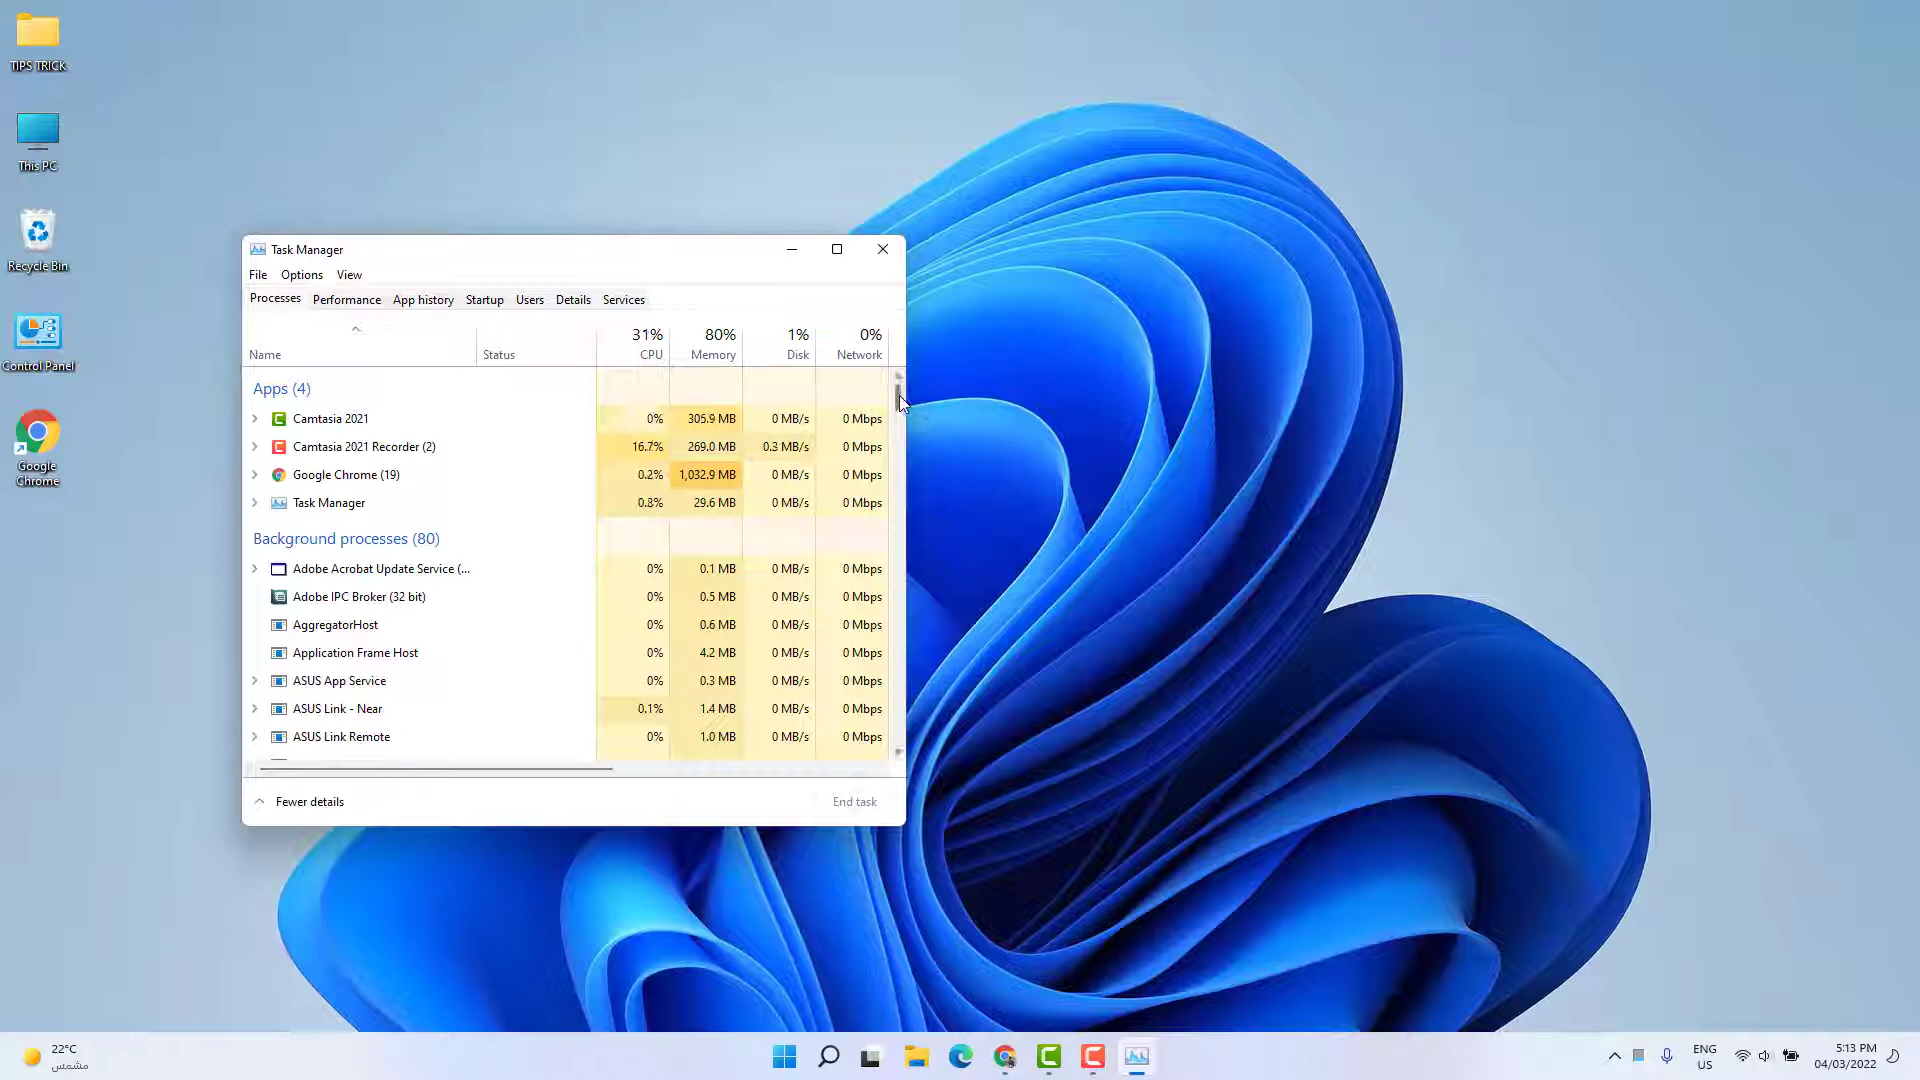 TIPS TRICK
This PC
Recycle Bin
Control Panel
Google
Chrome
Task Manager
File Options View
Processes Performance App history Startup Users Details Services
31% 80% 1% 0%
Name Status CPU Memory Disk Network
Apps (4)
Camtasia 2021 0% 305.9 MB 0 MB/s 0 Mbps
Camtasia 2021 Recorder (2) 16.7% 269.0 MB 0.3 MB/s 0 Mbps
Google Chrome (19) 0.2% 1,032.9 MB 0 MB/s 0 Mbps
Task Manager 0.8% 29.6 MB 0 MB/s 0 Mbps
Background processes (80)
Adobe Acrobat Update Service (... 0% 0.1 MB 0 MB/s 0 Mbps
Adobe IPC Broker (32 bit) 0% 0.5 MB 0 MB/s 0 Mbps
AggregatorHost 0% 0.6 MB 0 MB/s 0 Mbps
Application Frame Host 0% 4.2 MB 0 MB/s 0 Mbps
ASUS App Service 0% 0.3 MB 0 MB/s 0 Mbps
ASUS Link - Near 0.1% 1.4 MB 0 MB/s 0 Mbps
ASUS Link Remote 0% 1.0 MB 0 MB/s 0 Mbps
Fewer details End task
22°C
مشمس
ENG
US
5:13 PM
04/03/2022